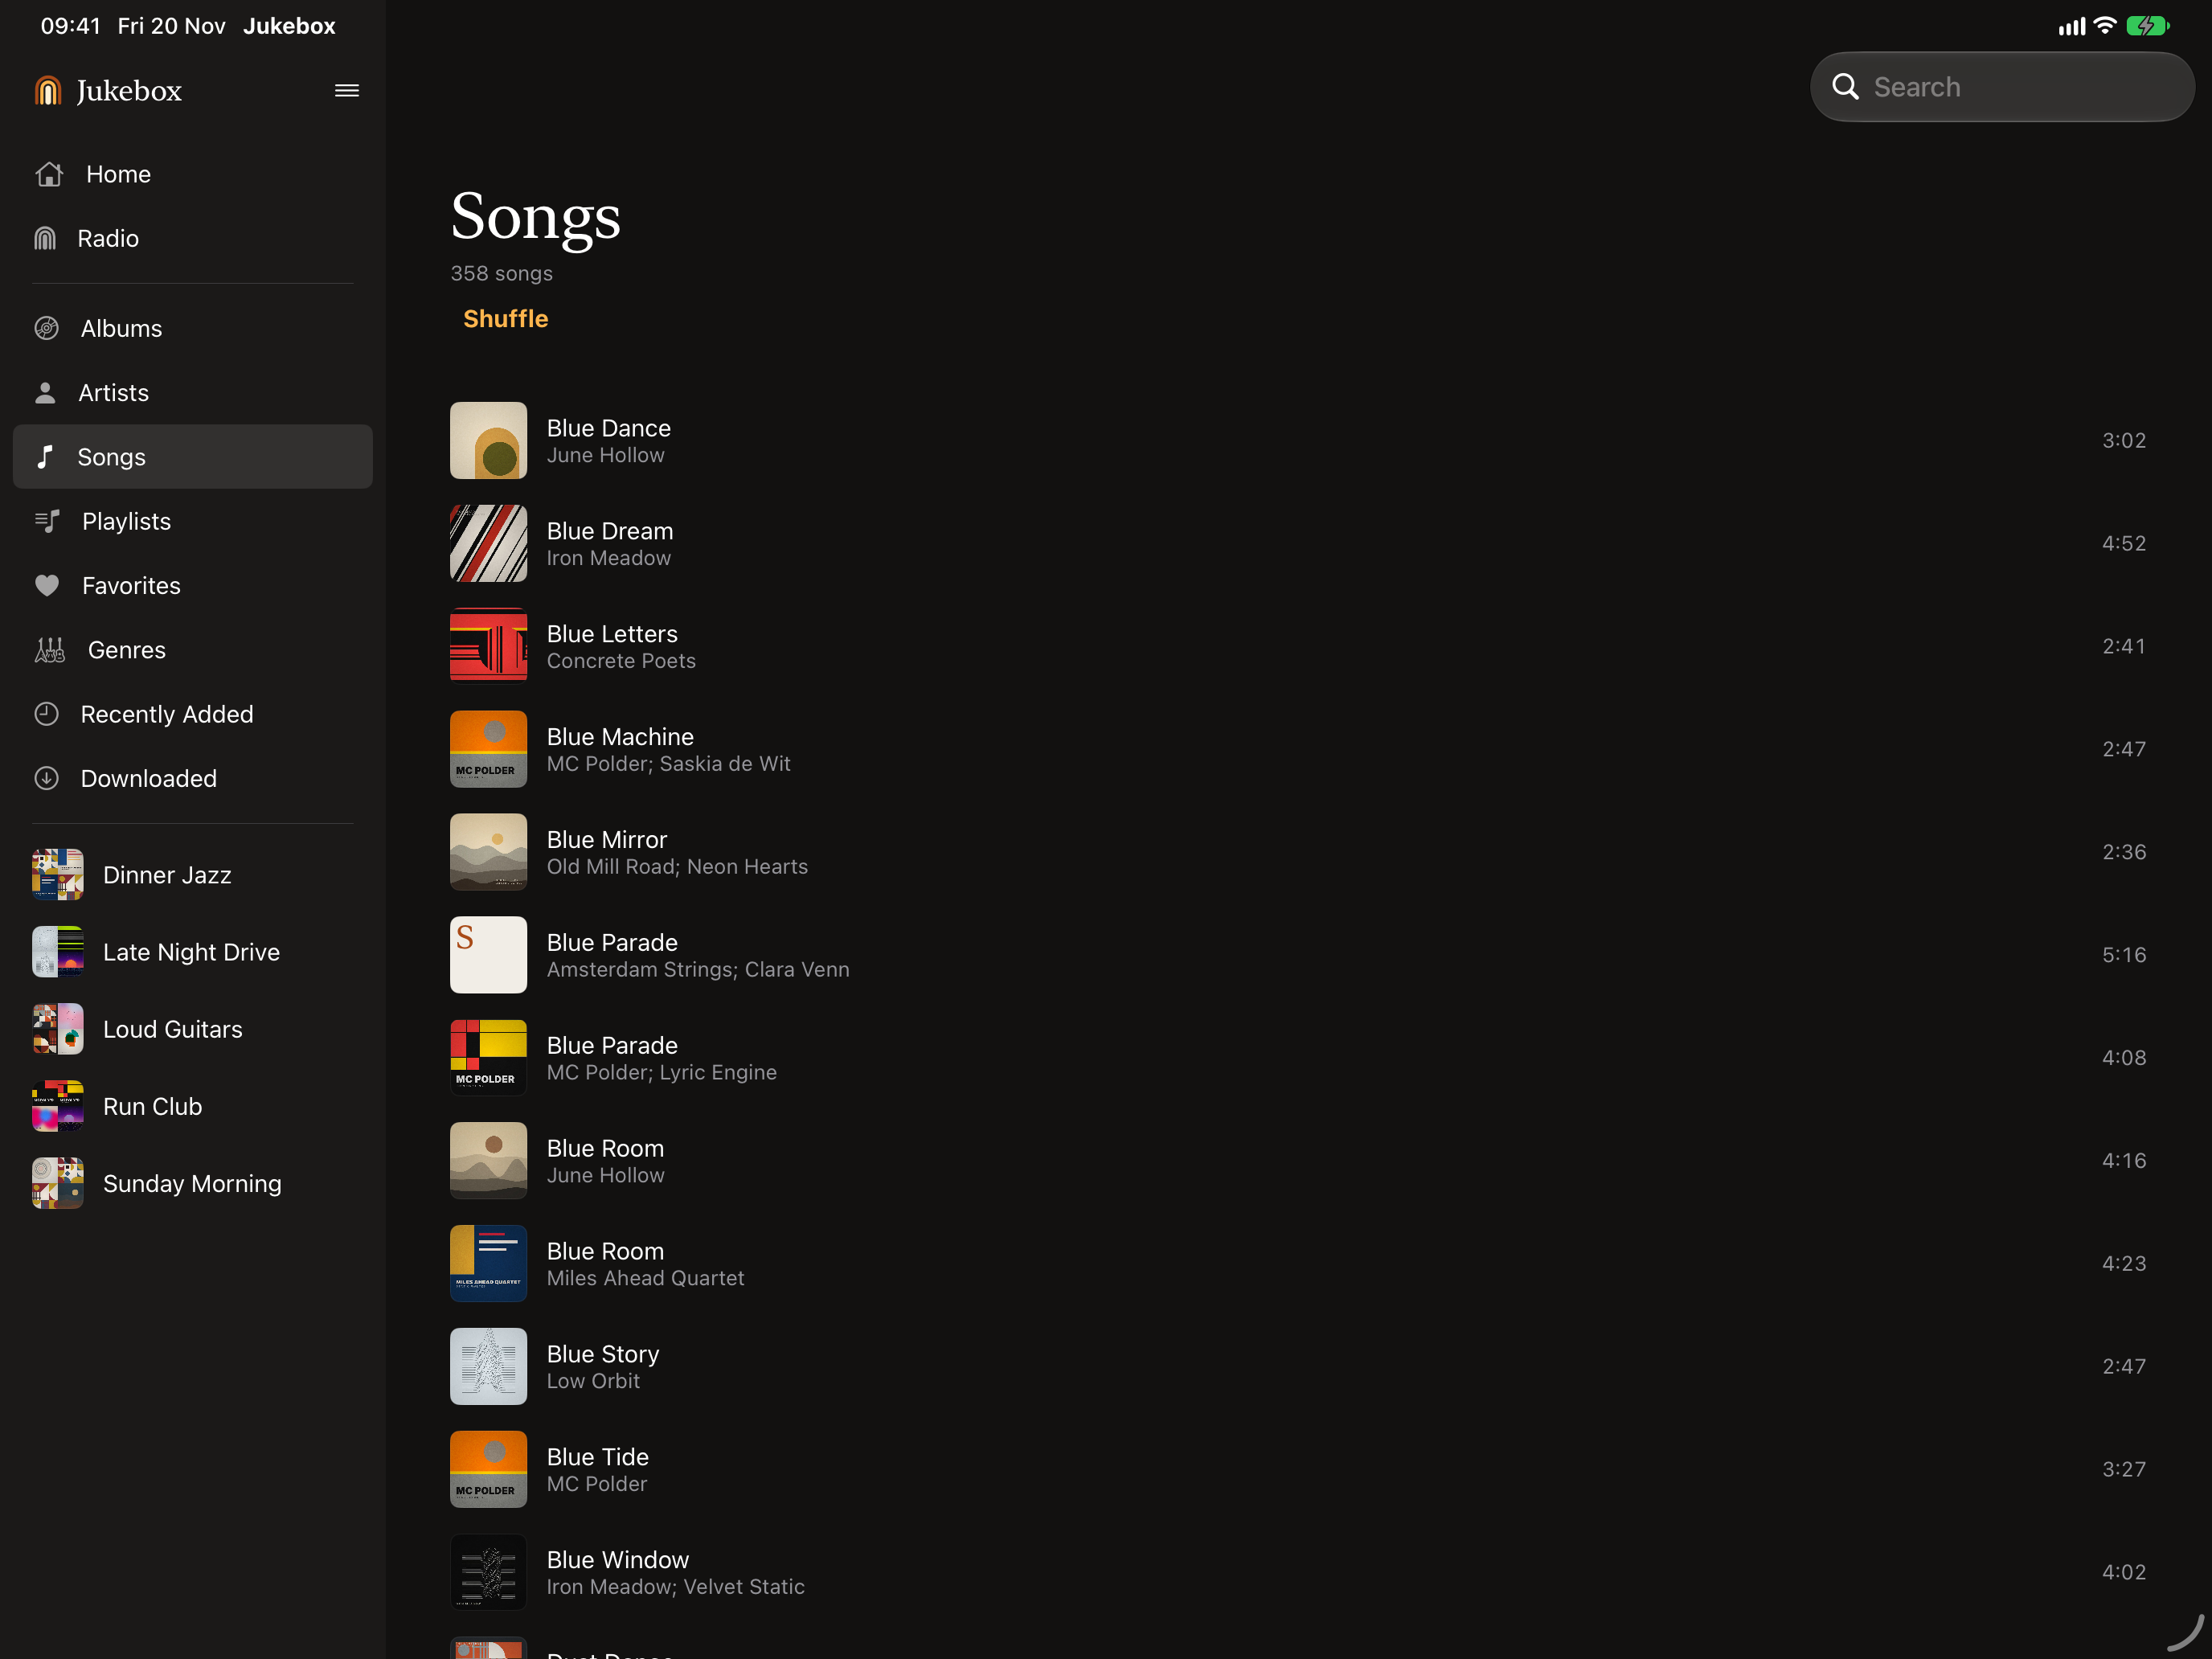 09:41 Fri 20 Nov Jukebox
Jukebox
Search
Home
Radio
Albums
Artists
Songs
Playlists
Favorites
Genres
Recently Added
Downloaded
Dinner Jazz
Late Night Drive
Loud Guitars
Run Club
Sunday Morning
Songs
358 songs
Shuffle
Blue Dance
June Hollow
3:02
Blue Dream
Iron Meadow
4:52
Blue Letters
Concrete Poets
2:41
MC POLDER
Blue Machine
MC Polder; Saskia de Wit
2:47
Blue Mirror
Old Mill Road; Neon Hearts
2:36
S
Blue Parade
Amsterdam Strings; Clara Venn
5:16
MC POLDER
Blue Parade
MC Polder; Lyric Engine
4:08
Blue Room
June Hollow
4:16
MILES AHEAD QUARTET
Blue Room
Miles Ahead Quartet
4:23
Blue Story
Low Orbit
2:47
MC POLDER
Blue Tide
MC Polder
3:27
Blue Window
Iron Meadow; Velvet Static
4:02